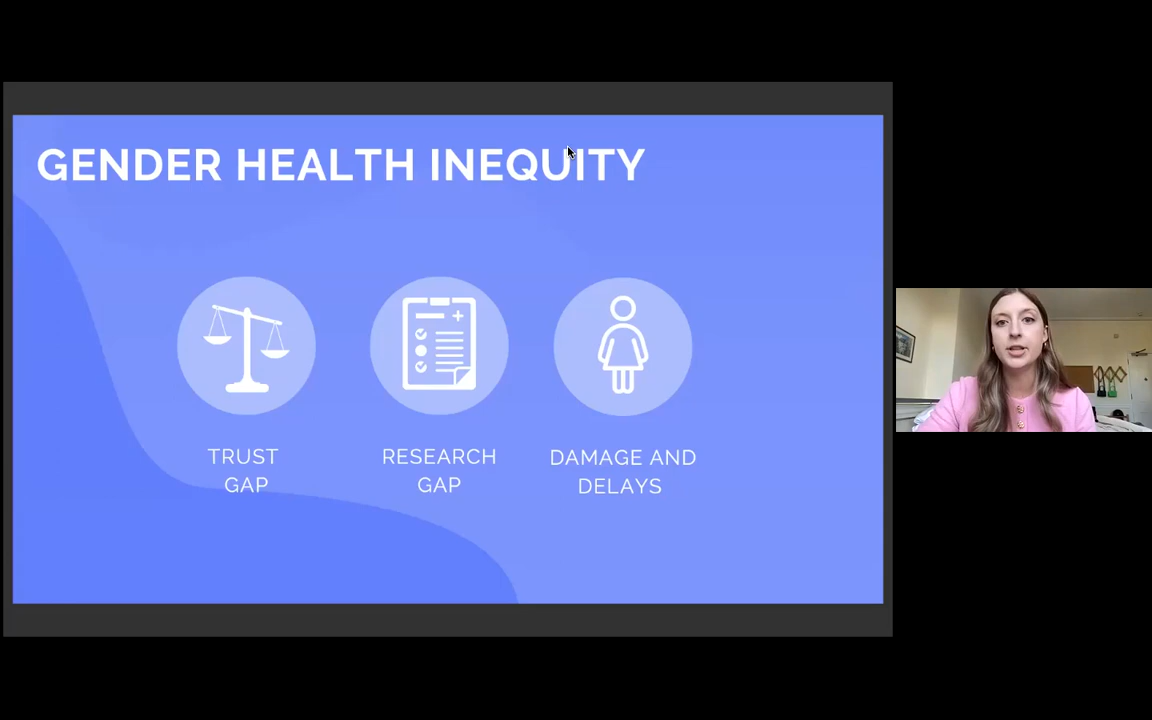 GENDER HEALTH INEQUITY
TRUST
GAP
RESEARCH
GAP
DAMAGE AND
DELAYS